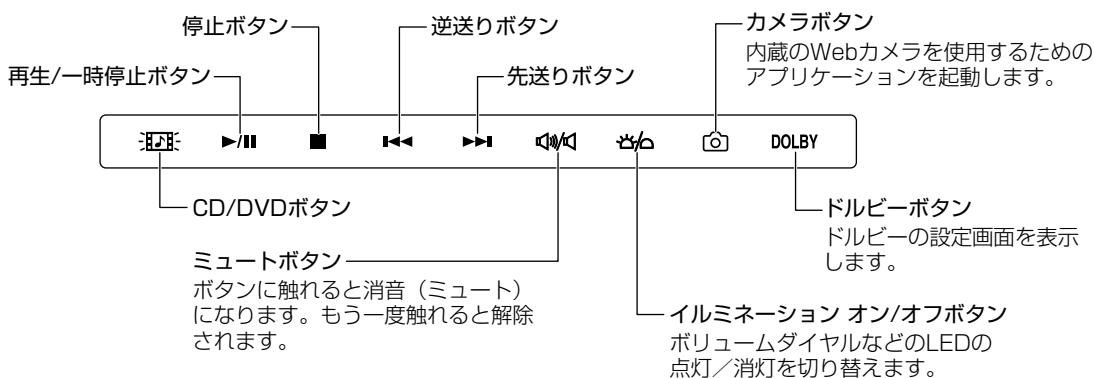 停止ボタン
逆送りボタン
カメラボタン
内蔵のWebカメラを使用するための
アプリケーションを起動します。
再生/一時停止ボタン
先送りボタン
DOLBY
CD/DVDボタン
ドルビーボタン
ドルビーの設定画面を表示
します。
ミュートボタン
ボタンに触れると消音（ミュート）
になります。もう一度触れると解除
されます。
イルミネーション オン/オフボタン
ボリュームダイヤルなどのLEDの
点灯／消灯を切り替えます。